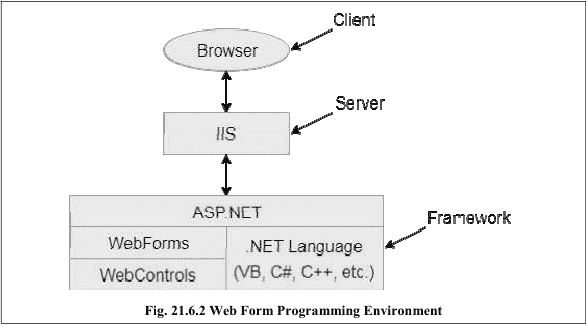 Client
Browser
Server
IIS
ASP.NET
Framework
WebForms
.NET Language
WebControls
(VB, C#, C++, etc.)
Fig. 21.6.2 Web Form Programming Environment